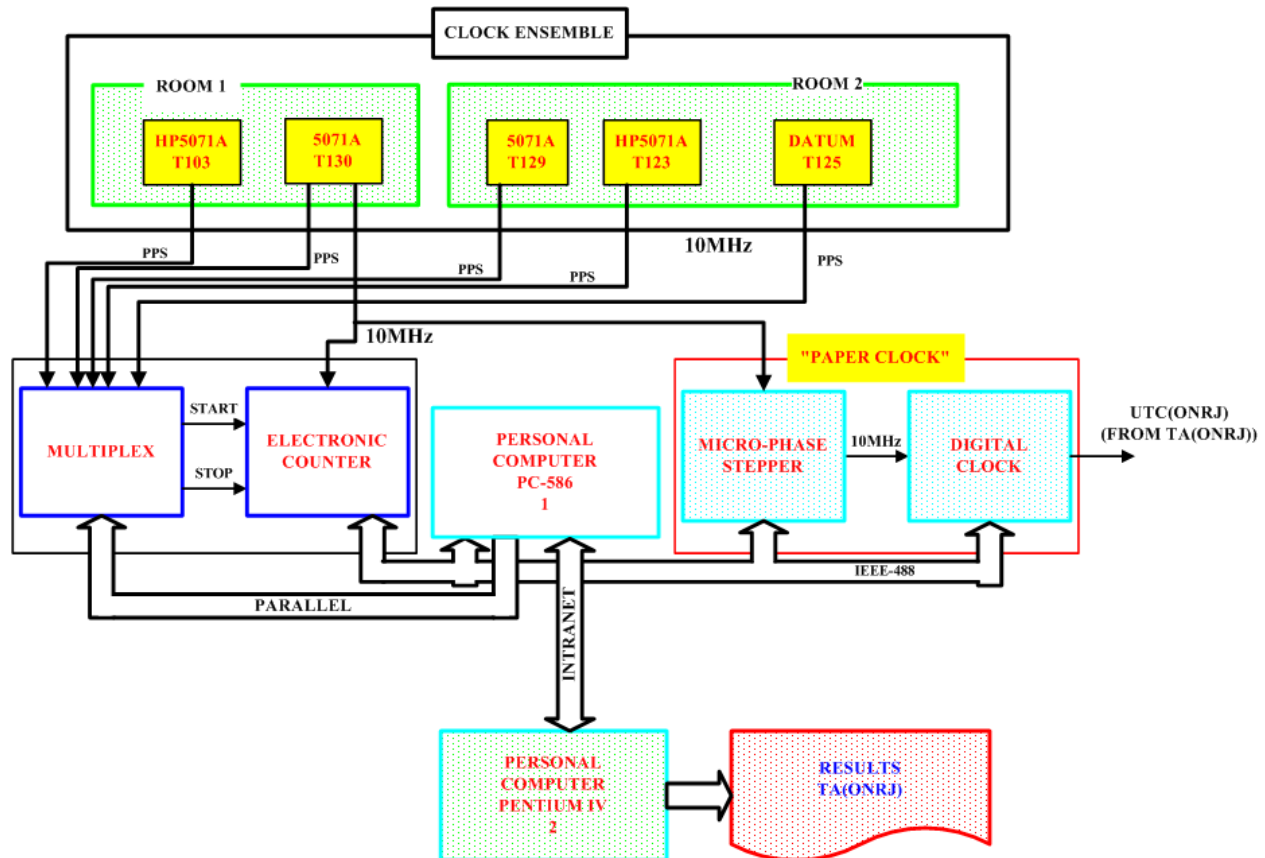 CLOCK ENSEMBLE
ROOM 1
ROOM 2
HP5071A
T103
5071A
T130
5071A
T129
HP5071A
T123
DATUM
T125
10MHz
PPS
PPS
PPS
PPS
PPS
10MHz
"PAPER CLOCK"
MULTIPLEX
START
STOP
ELECTRONIC
COUNTER
PERSONAL
COMPUTER
PC-586
1
MICRO-PHASE
STEPPER
10MHz
DIGITAL
CLOCK
UTC(ONRJ)
(FROM TA(ONRJ))
IEEE-488
PARALLEL
INTRANET
PERSONAL
COMPUTER
PENTIUM IV
2
RESULTS
TA(ONRJ)